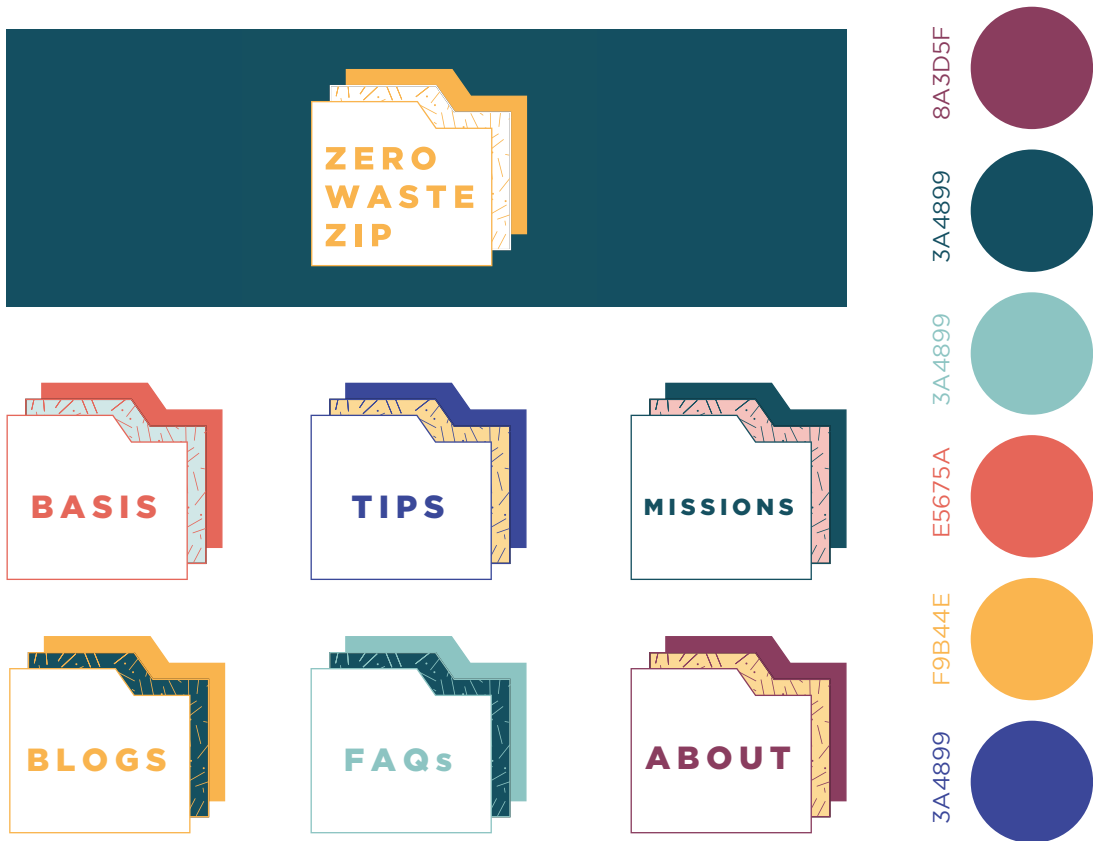 ZERO
WASTE
ZIP
BASIS
TIPS
MISSIONS
BLOGS
FAQs
ABOUT
8A3D5F
3A4899
3A4899
E5675A
F9B44E
3A4899